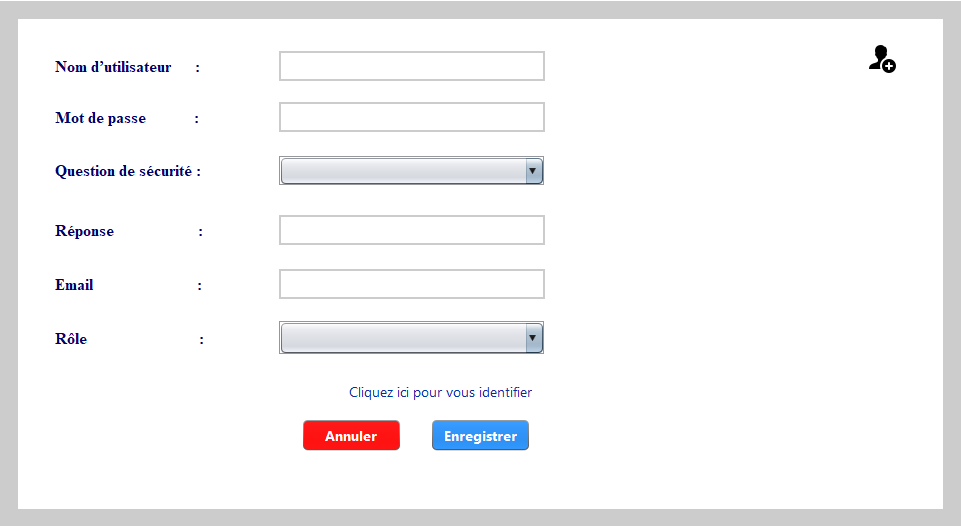 Nom d’utilisateur :
Mot de passe :
Question de sécurité :
Réponse :
Email :
Rôle :
Cliquez ici pour vous identifier
Annuler Enregistrer